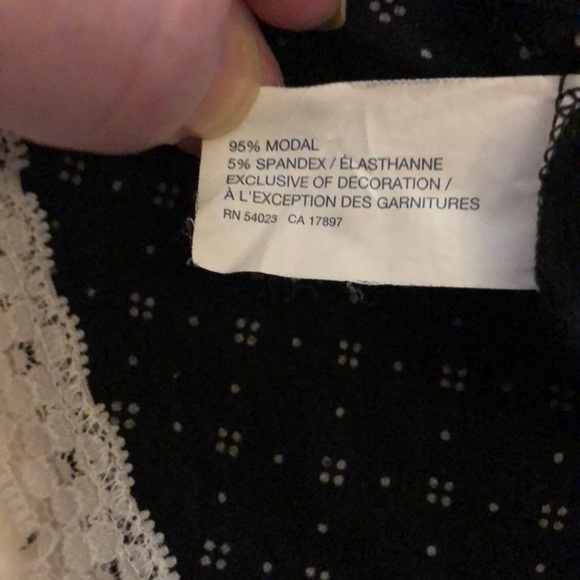 95% MODAL
5% SPANDEX / ÉLASTHANNE
EXCLUSIVE OF DECORATION /
À L'EXCEPTION DES GARNITURES
RN 54023 CA 17897